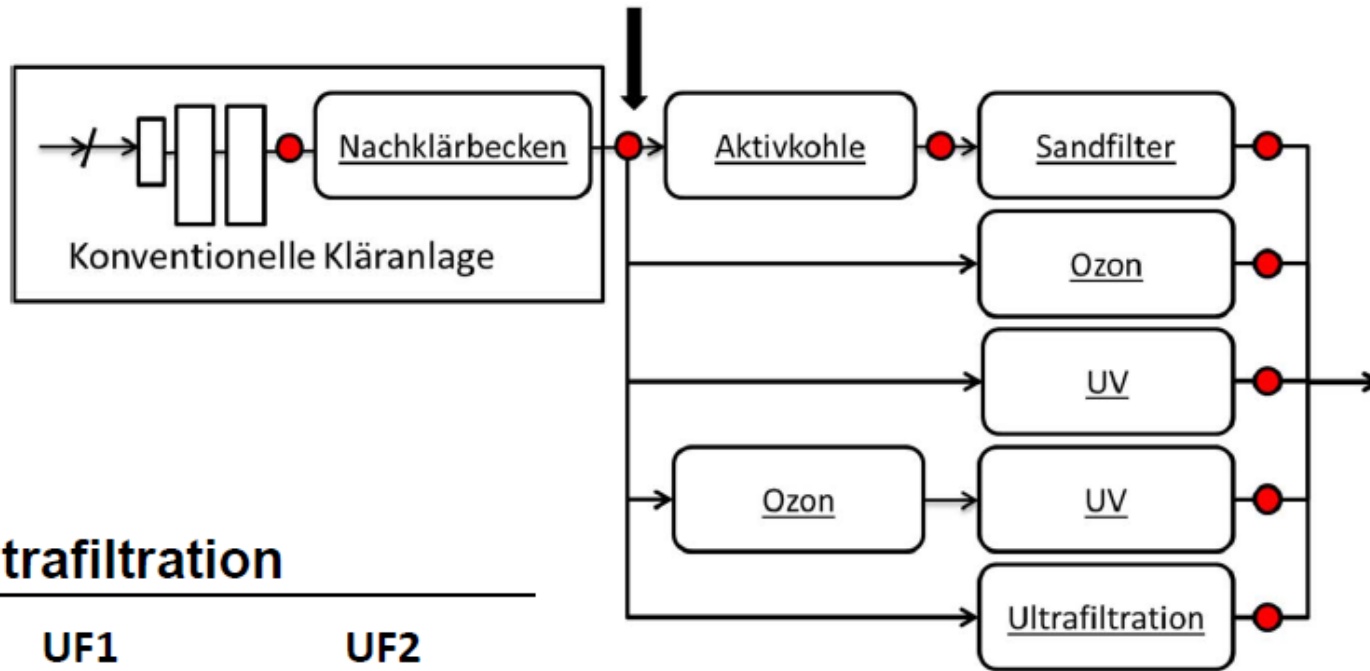 Nachklärbecken
Aktivkohle
Sandfilter
Konventionelle Kläranlage
Ozon
UV
Ozon
UV
trafiltration
Ultrafiltration
UF1 UF2